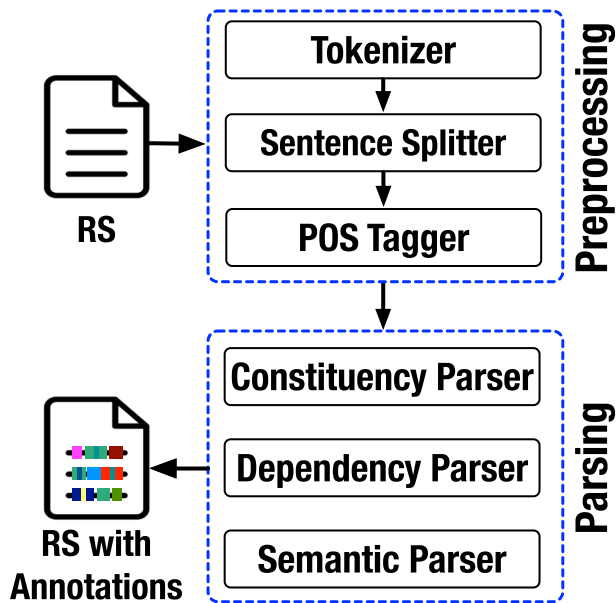 Tokenizer
Sentence Splitter
POS Tagger
Preprocessing
RS
Constituency Parser
Dependency Parser
Semantic Parser
Parsing
RS with
Annotations